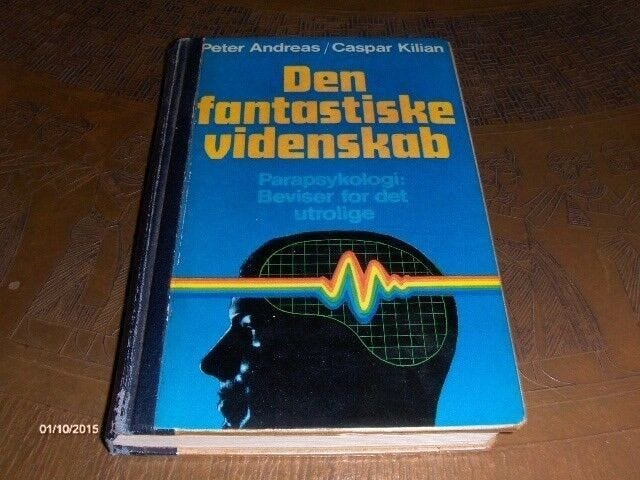 Peter Andreas/Caspar Kilian
Den
fantastiske
videnskab
Parapsykologi:
Beviser for det
utrolige
01/10/2015